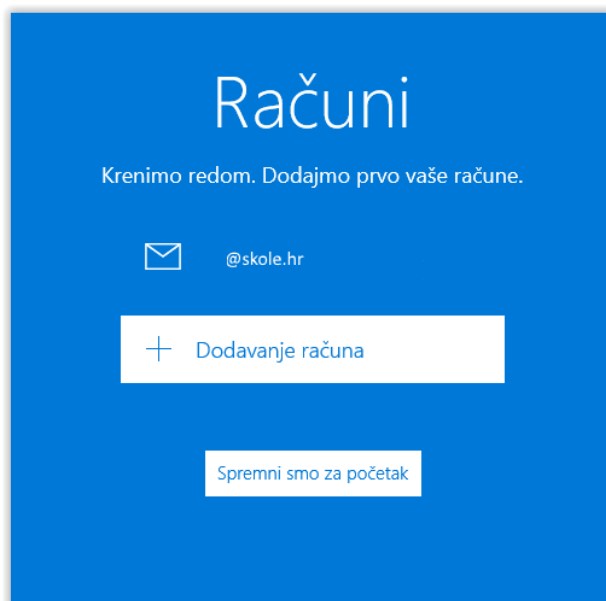 Računi
Krenimo redom. Dodajmo prvo vaše račune.
@skole.hr
Dodavanje računa
Spremni smo za početak